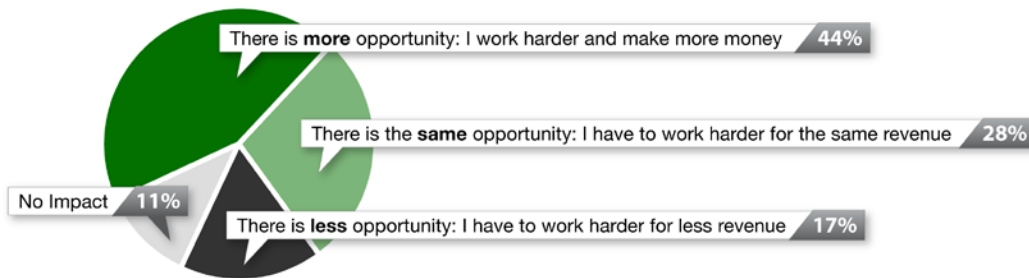 There is more opportunity: I work harder and make more money 44%
There is the same opportunity: I have to work harder for the same revenue 28%
No Impact 11%
There is less opportunity: I have to work harder for less revenue 17%